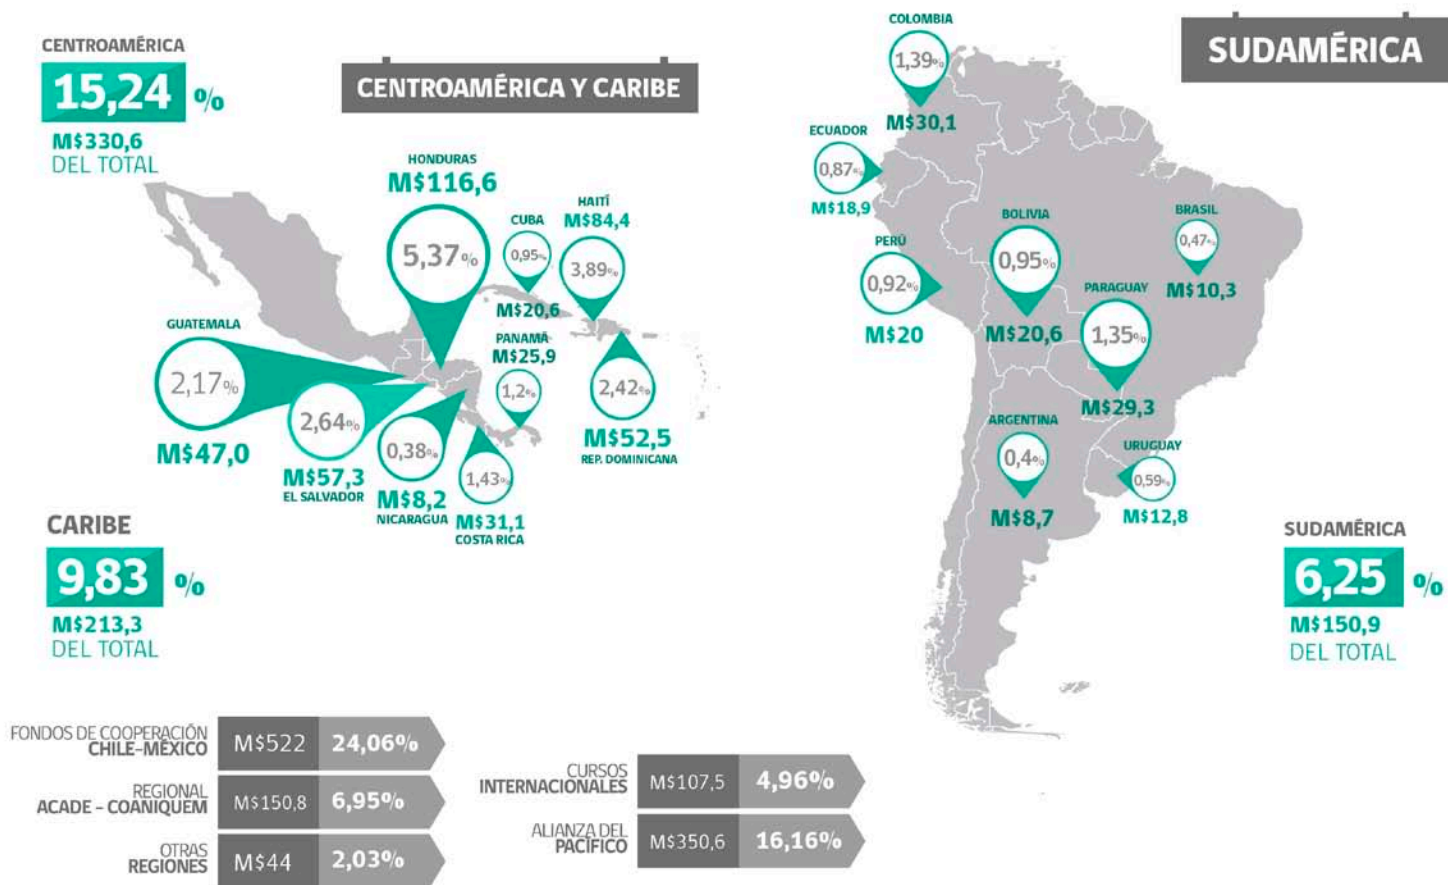 CENTROAMÉRICA
15,24 %
M$330,6
DEL TOTAL
CENTROAMÉRICA Y CARIBE
HONDURAS
M$116,6
5,37%
CUBA
0,95%
M$20,6
HAITÍ
M$84,4
3,89%
GUATEMALA
2,17%
M$47,0
2,64%
M$57,3
EL SALVADOR
0,38%
M$8,2
NICARAGUA
PANAMÁ
M$25,9
1,2%
1,43%
M$31,1
COSTA RICA
2,42%
M$52,5
REP. DOMINICANA
CARIBE
9,83 %
M$213,3
DEL TOTAL
SUDAMÉRICA
COLOMBIA
1,39%
M$30,1
ECUADOR
0,87%
M$18,9
PERÚ
0,92%
M$20
BOLIVIA
0,95%
M$20,6
BRASIL
0,47%
M$10,3
PARAGUAY
1,35%
M$29,3
ARGENTINA
0,4%
M$8,7
URUGUAY
0,59%
M$12,8
SUDAMÉRICA
6,25 %
M$150,9
DEL TOTAL
FONDOS DE COOPERACIÓN
CHILE–MÉXICO
M$522 24,06%
REGIONAL
ACADE – COANIQUEM
M$150,8 6,95%
OTRAS
REGIONES
M$44 2,03%
CURSOS
INTERNACIONALES
M$107,5 4,96%
ALIANZA DEL
PACÍFICO
M$350,6 16,16%